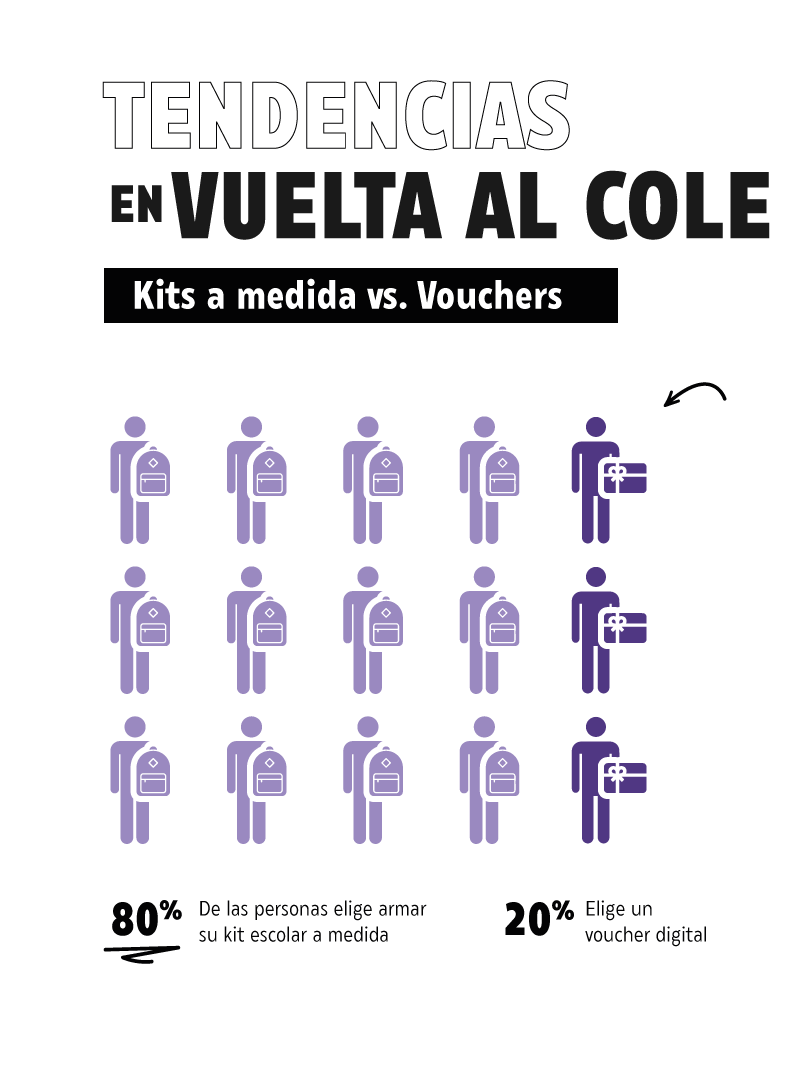 TENDENCIAS
EN VUELTA AL COLE
Kits a medida vs. Vouchers
80% De las personas elige armar
su kit escolar a medida
20% Elige un
voucher digital